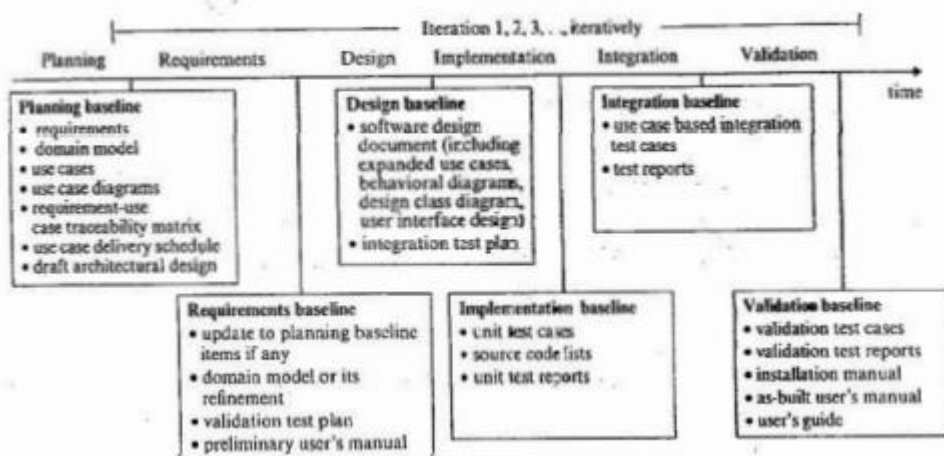 Iteration 1, 2, 3, . . ., iteratively
Planning Requirements Design Implementation Integration Validation
time
Planning baseline
• requirements
• domain model
• use cases
• use case diagrams
• requirement-use
case traceability matrix
• use case delivery schedule
• draft architectural design
Design baseline
• software design
document (including
expanded use cases,
behavioral diagrams,
design class diagram,
user interface design)
• integration test plan
Integration baseline
• use case based integration
test cases
• test reports
Requirements baseline
• update to planning baseline
items if any
• domain model or its
refinement
• validation test plan
• preliminary user's manual
Implementation baseline
• unit test cases
• source code lists
• unit test reports
Validation baseline
• validation test cases
• validation test reports
• installation manual
• as-built user's manual
• user's guide